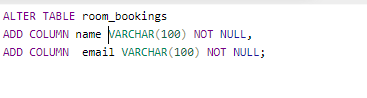 ALTER TABLE room_bookings
ADD COLUMN name VARCHAR(100) NOT NULL,
ADD COLUMN  email VARCHAR(100) NOT NULL;